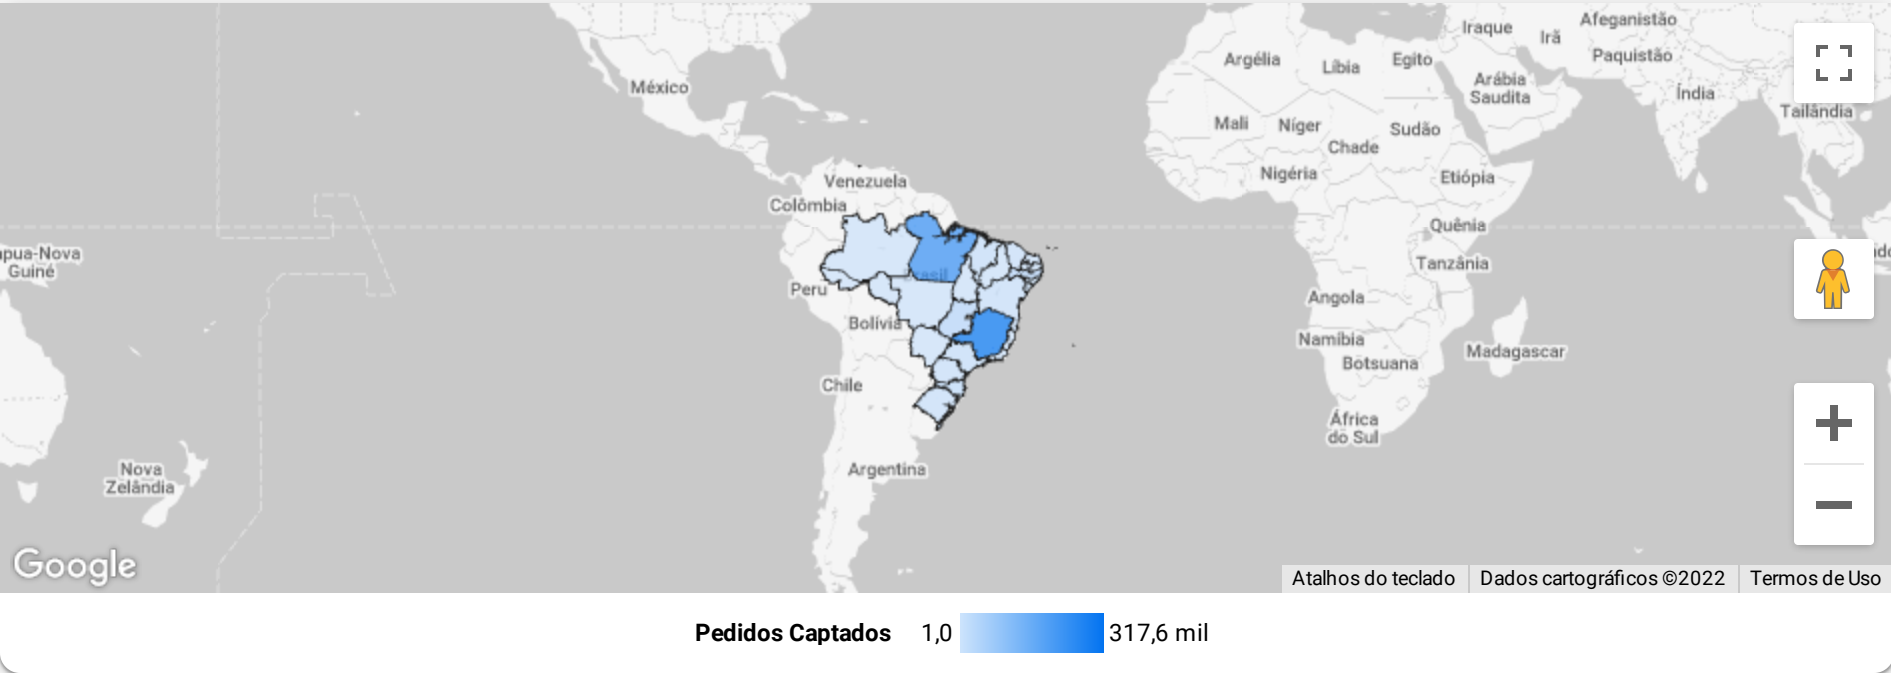 Afeganistão
Iraque
Irã
Paquistão
Argélia
Líbia
Egito
Arábia
Saudita
México
Índia
Tailândia
Mali
Níger
Sudão
Chade
Nigéria
Etiópia
Venezuela
Colômbia
Quênia
apua-Nova
Guiné
Tanzânia
Brasil
Peru
Angola
Bolívia
Namíbia
Madagascar
Botsuana
Chile
África
do Sul
Nova
Zelândia
Argentina
Google
Atalhos do teclado
Dados cartográficos ©2022
Termos de Uso
Pedidos Captados 1,0 317,6 mil